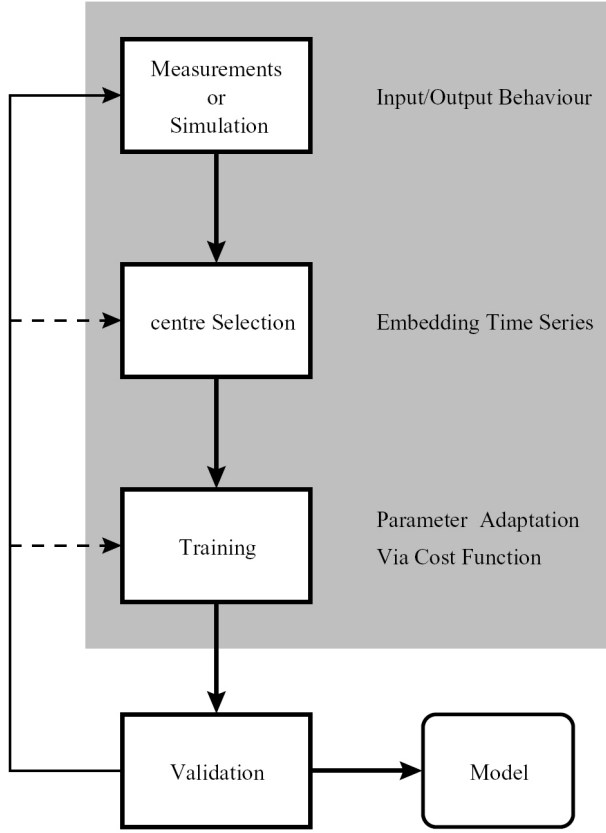 Measurements
or
Simulation
Input/Output Behaviour
centre Selection
Embedding Time Series
Training
Parameter Adaptation
Via Cost Function
Validation
Model